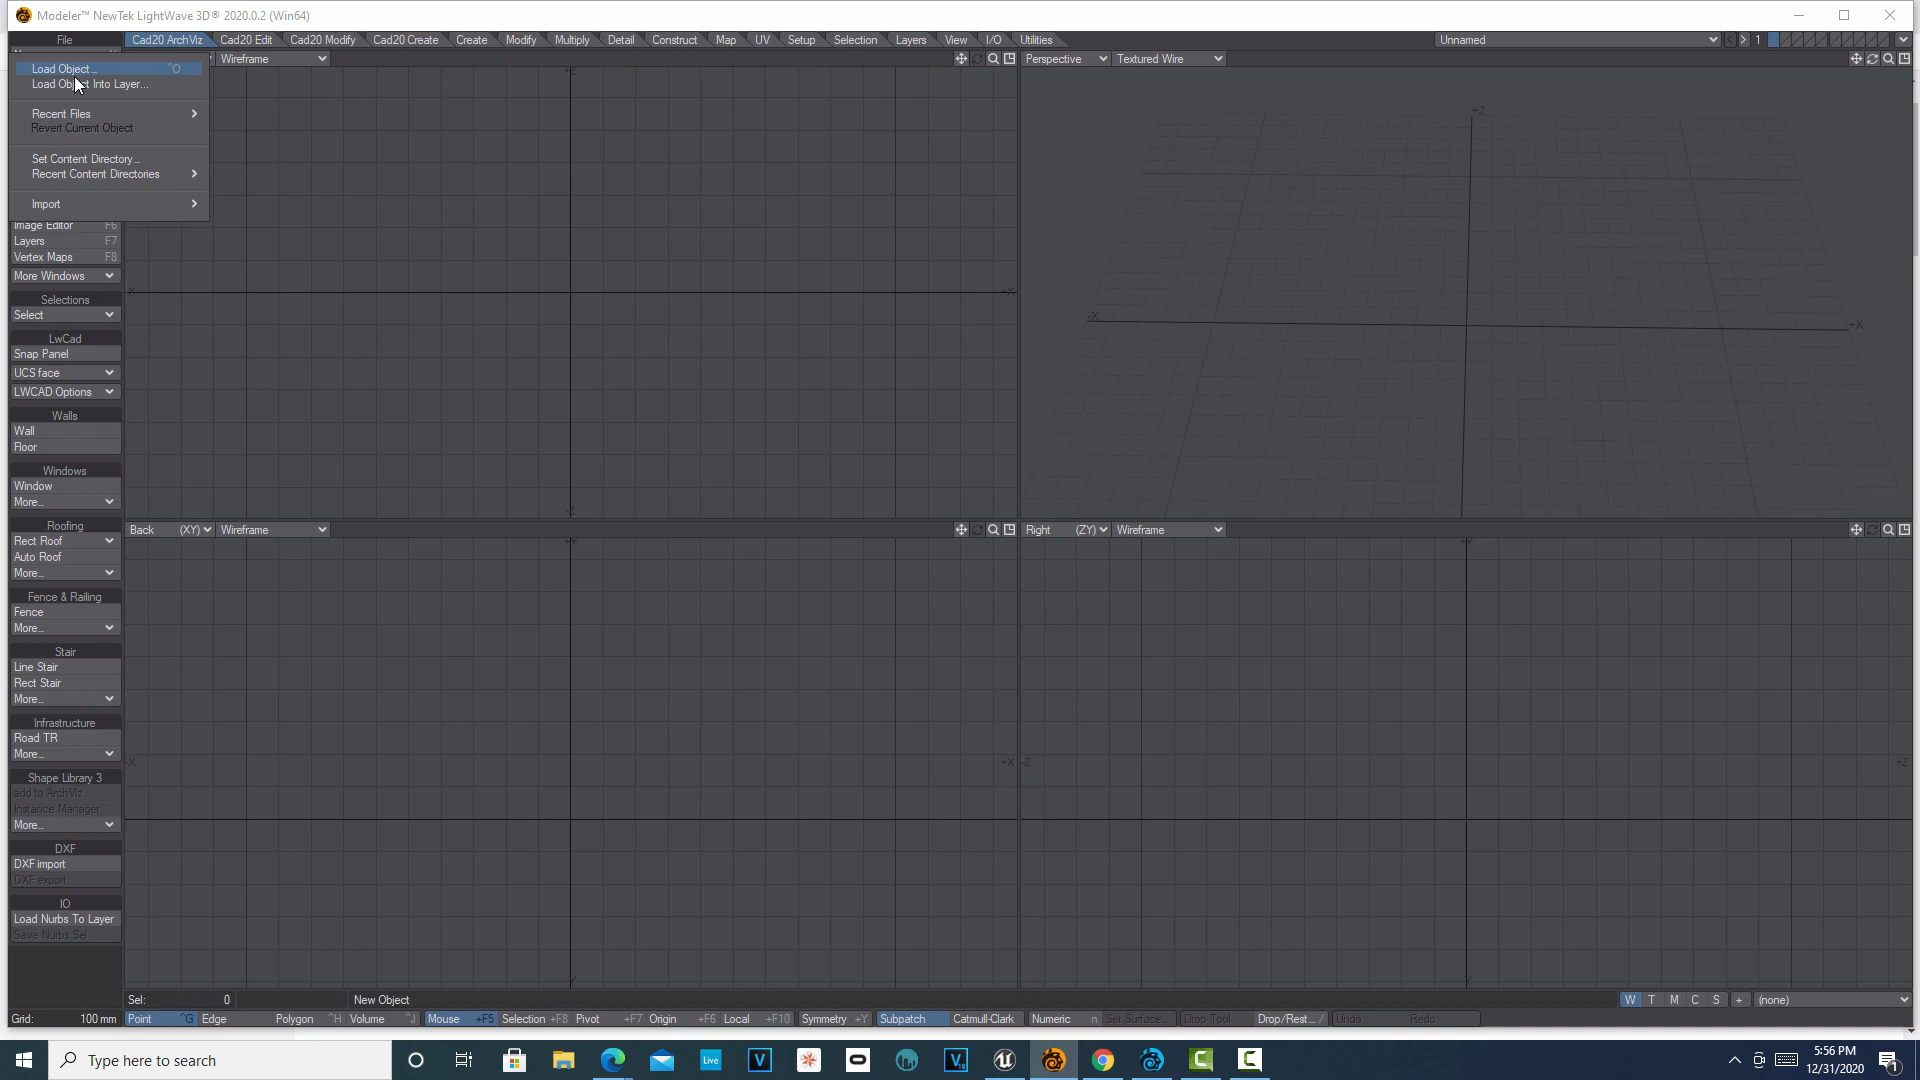 Modeler™ NewTek LightWave 3D® 2020.0.2 (Win64)
File
Cad20 ArchViz Cad20 Edit Cad20 Modify Cad20 Create Create Modify Multiply Detail Construct Map UV Setup Selection Layers View I/O Utilities
Unnamed 1
Wireframe
Perspective Textured Wire
Load Object... ^O
Load Object Into Layer...
Recent Files
Revert Current Object
Set Content Directory...
Recent Content Directories
Import
Image Editor F6
Layers F7
Vertex Maps F8
More Windows
Selections
Select
LwCad
Snap Panel
UCS face
LWCAD Options
Walls
Wall
Floor
Windows
Window
More...
Roofing
Rect Roof
Auto Roof
More...
Fence & Railing
Fence
More...
Stair
Line Stair
Rect Stair
More...
Infrastructure
Road TR
More...
Shape Library 3
add to ArchViz
Instance Manager
More...
DXF
DXF import
DXF export
IO
Load Nurbs To Layer
Save Nurbs Sel
+Z
-X
+X
Back (XY) Wireframe
Right (ZY) Wireframe
-X +X
-Z +Z
Sel: 0
New Object
W T M C S + (none)
Grid: 100 mm
Point ^G Edge Polygon ^H Volume ^J Mouse +F5 Selection +F8 Pivot +F7 Origin +F6 Local +F10 Symmetry +Y Subpatch Catmull-Clark Numeric n Set Surface... Drop Tool Drop/Rest... / Undo Redo
Type here to search
Live
5:56 PM
12/31/2020
1